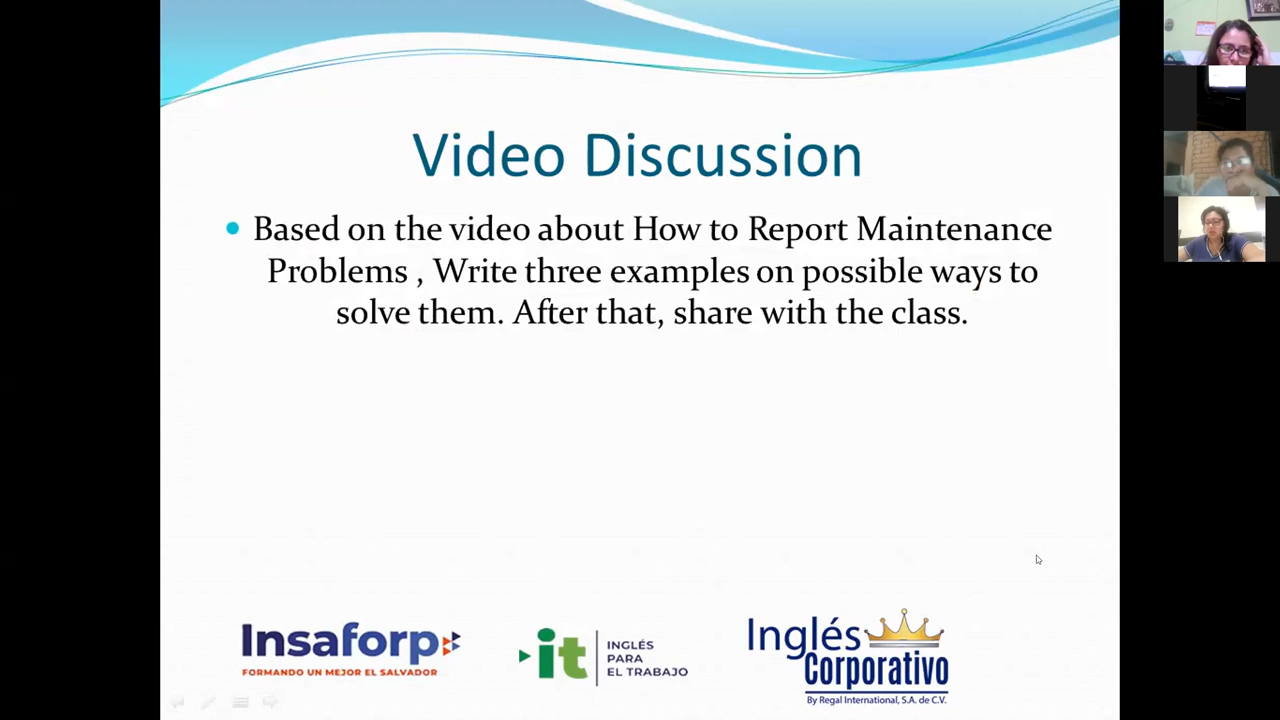 Video Discussion
Based on the video about How to Report Maintenance
Problems , Write three examples on possible ways to
solve them. After that, share with the class.
Insaforp
FORMANDO UN MEJOR EL SALVADOR
it
INGLÉS
PARA
EL TRABAJO
Inglés
Corporativo
By Regal International, S.A. de C.V.